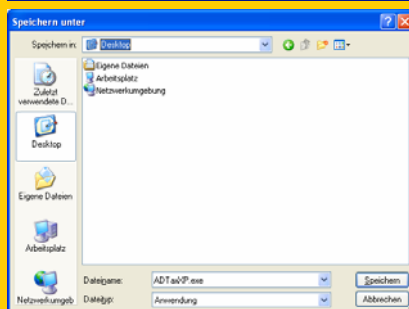 Speichern unter
Speichern in:
Desktop
Eigene Dateien
Arbeitsplatz
Netzwerkumgebung
Zuletzt
verwendete D...
Desktop
Eigene Dateien
Arbeitsplatz
Netzwerkumgeb
Dateiname:
ADTaxXP.exe
Speichern
Dateityp:
Anwendung
Abbrechen